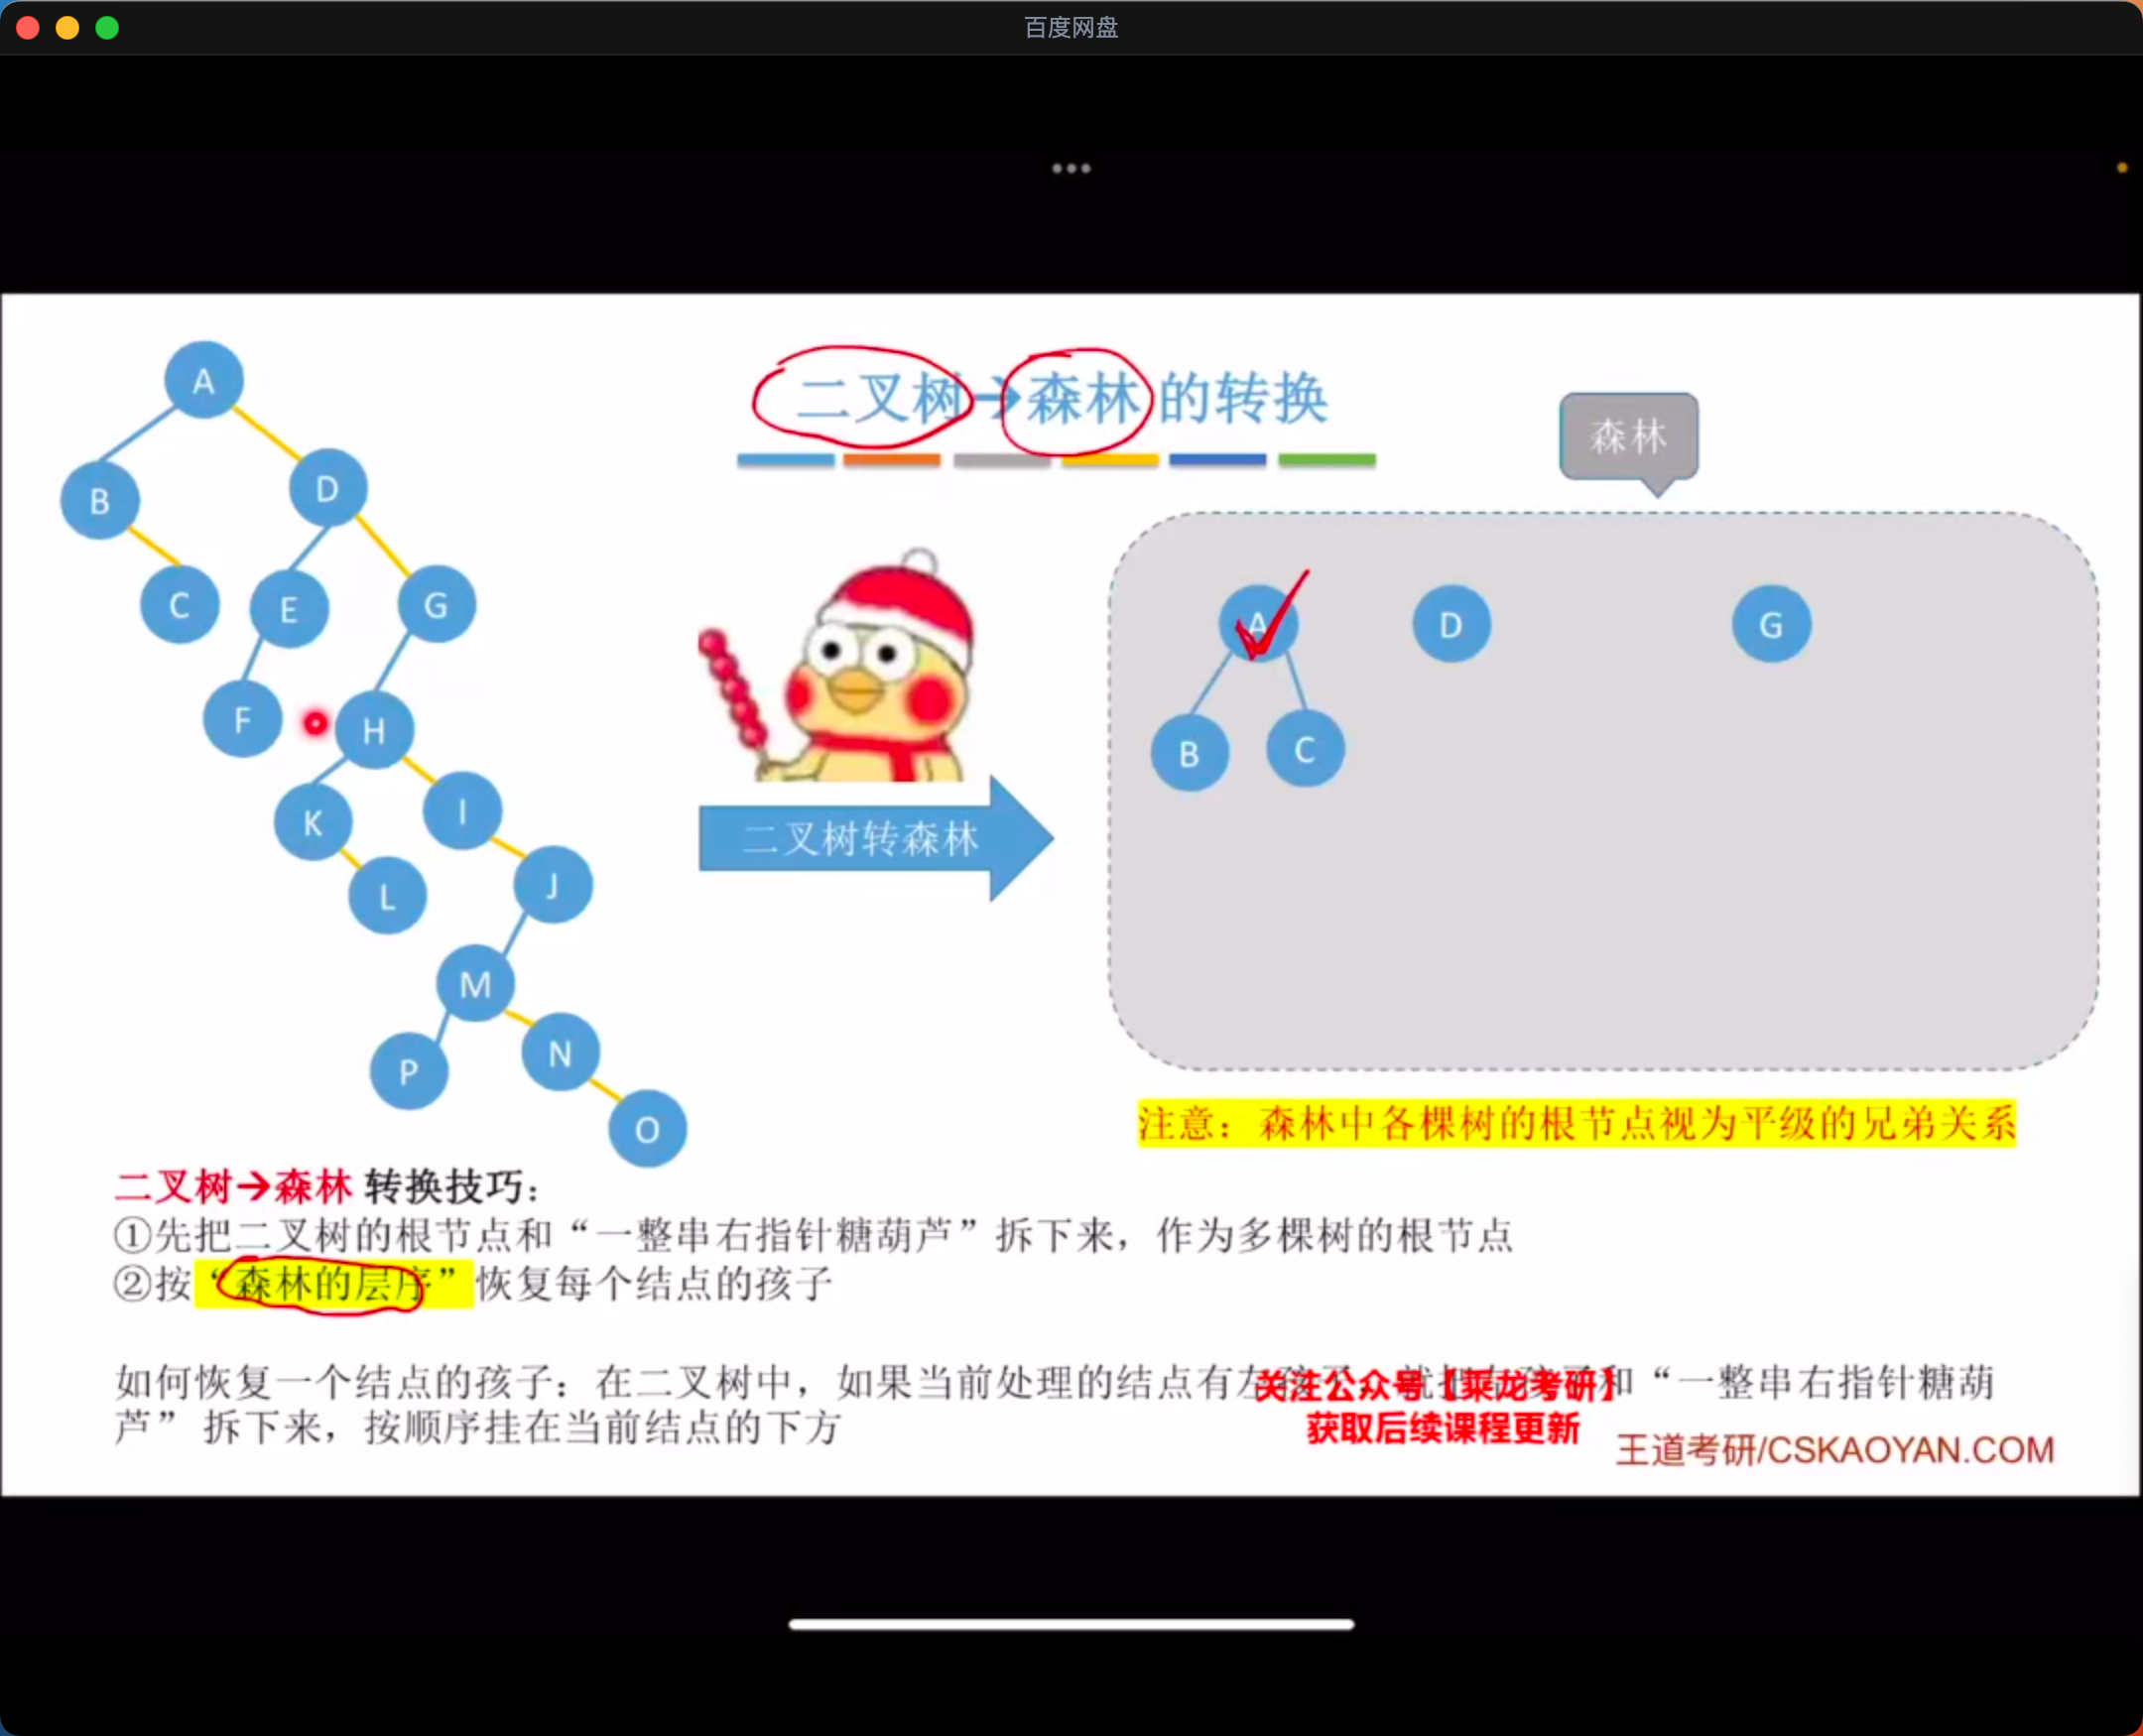 百度网盘
二叉树→森林的转换
森林
A
B
D
C
E
G
F
H
K
I
L
J
M
P
N
O
二叉树转森林
A
D
G
B
C
注意：森林中各棵树的根节点视为平级的兄弟关系
二叉树→森林 转换技巧：
①先把二叉树的根节点和“一整串右指针糖葫芦”拆下来，作为多棵树的根节点
②按“森林的层序”恢复每个结点的孩子
如何恢复一个结点的孩子：在二叉树中，如果当前处理的结点有左 和“一整串右指针糖葫
芦” 拆下来，按顺序挂在当前结点的下方
关注公众号【乘龙考研】
获取后续课程更新
王道考研/CSKAOYAN.COM